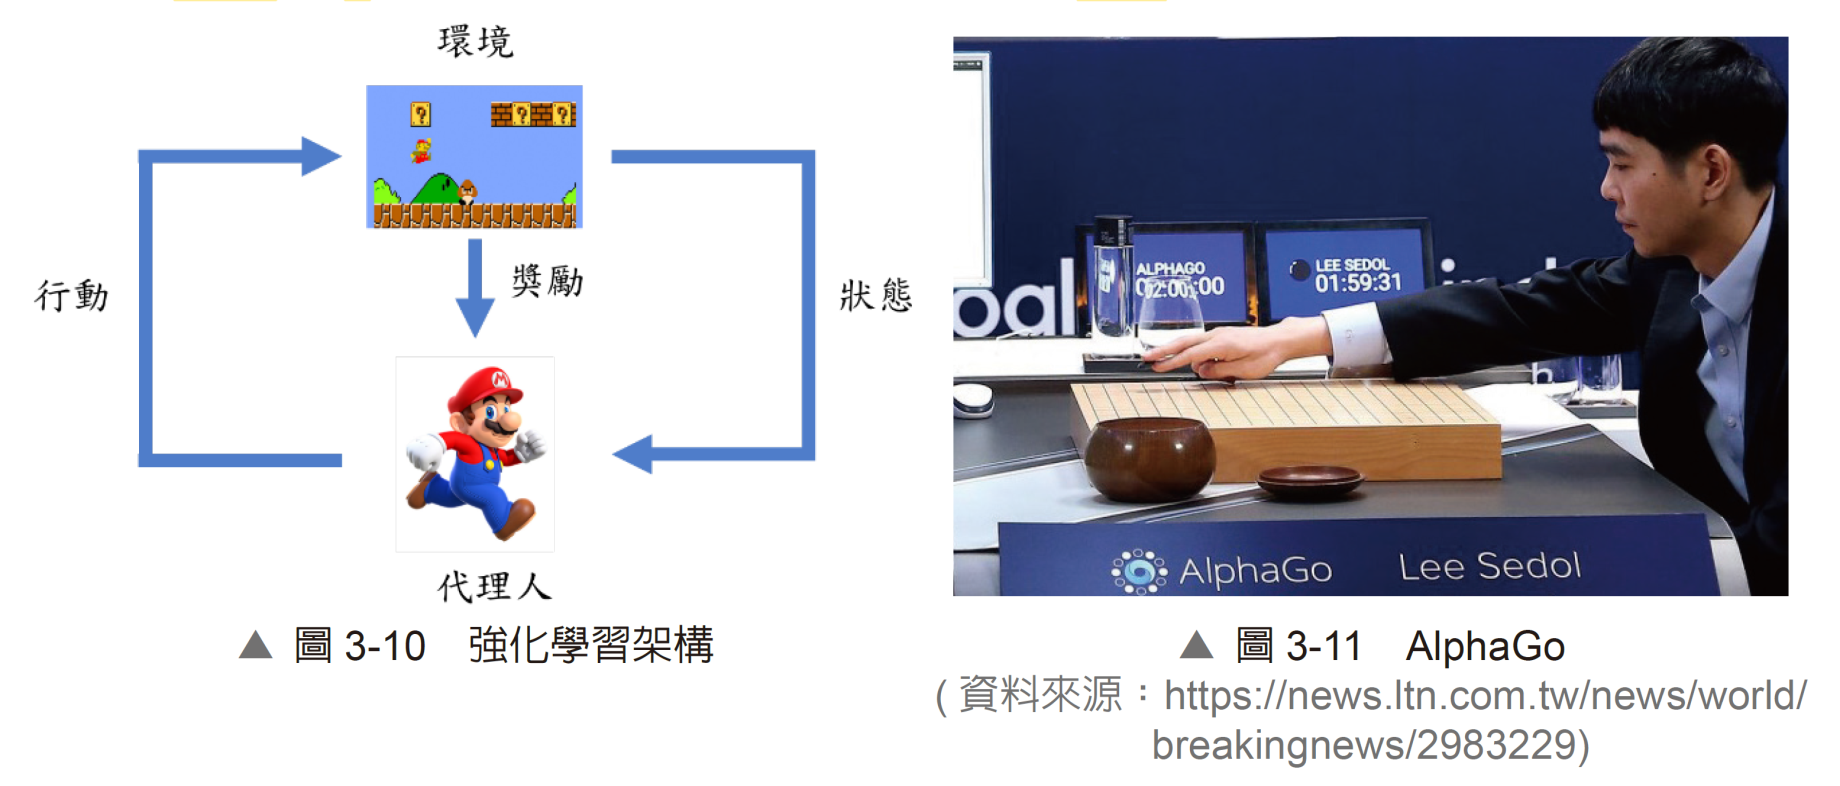 環境
行動
獎勵
狀態
代理人
▲ 圖 3-10 強化學習架構
ALPHAGO
02:00:00
LEE SEDOL
01:59:31
oal
AlphaGo Lee Sedol
▲ 圖 3-11 AlphaGo
( 資料來源：https://news.ltn.com.tw/news/world/
breakingnews/2983229)